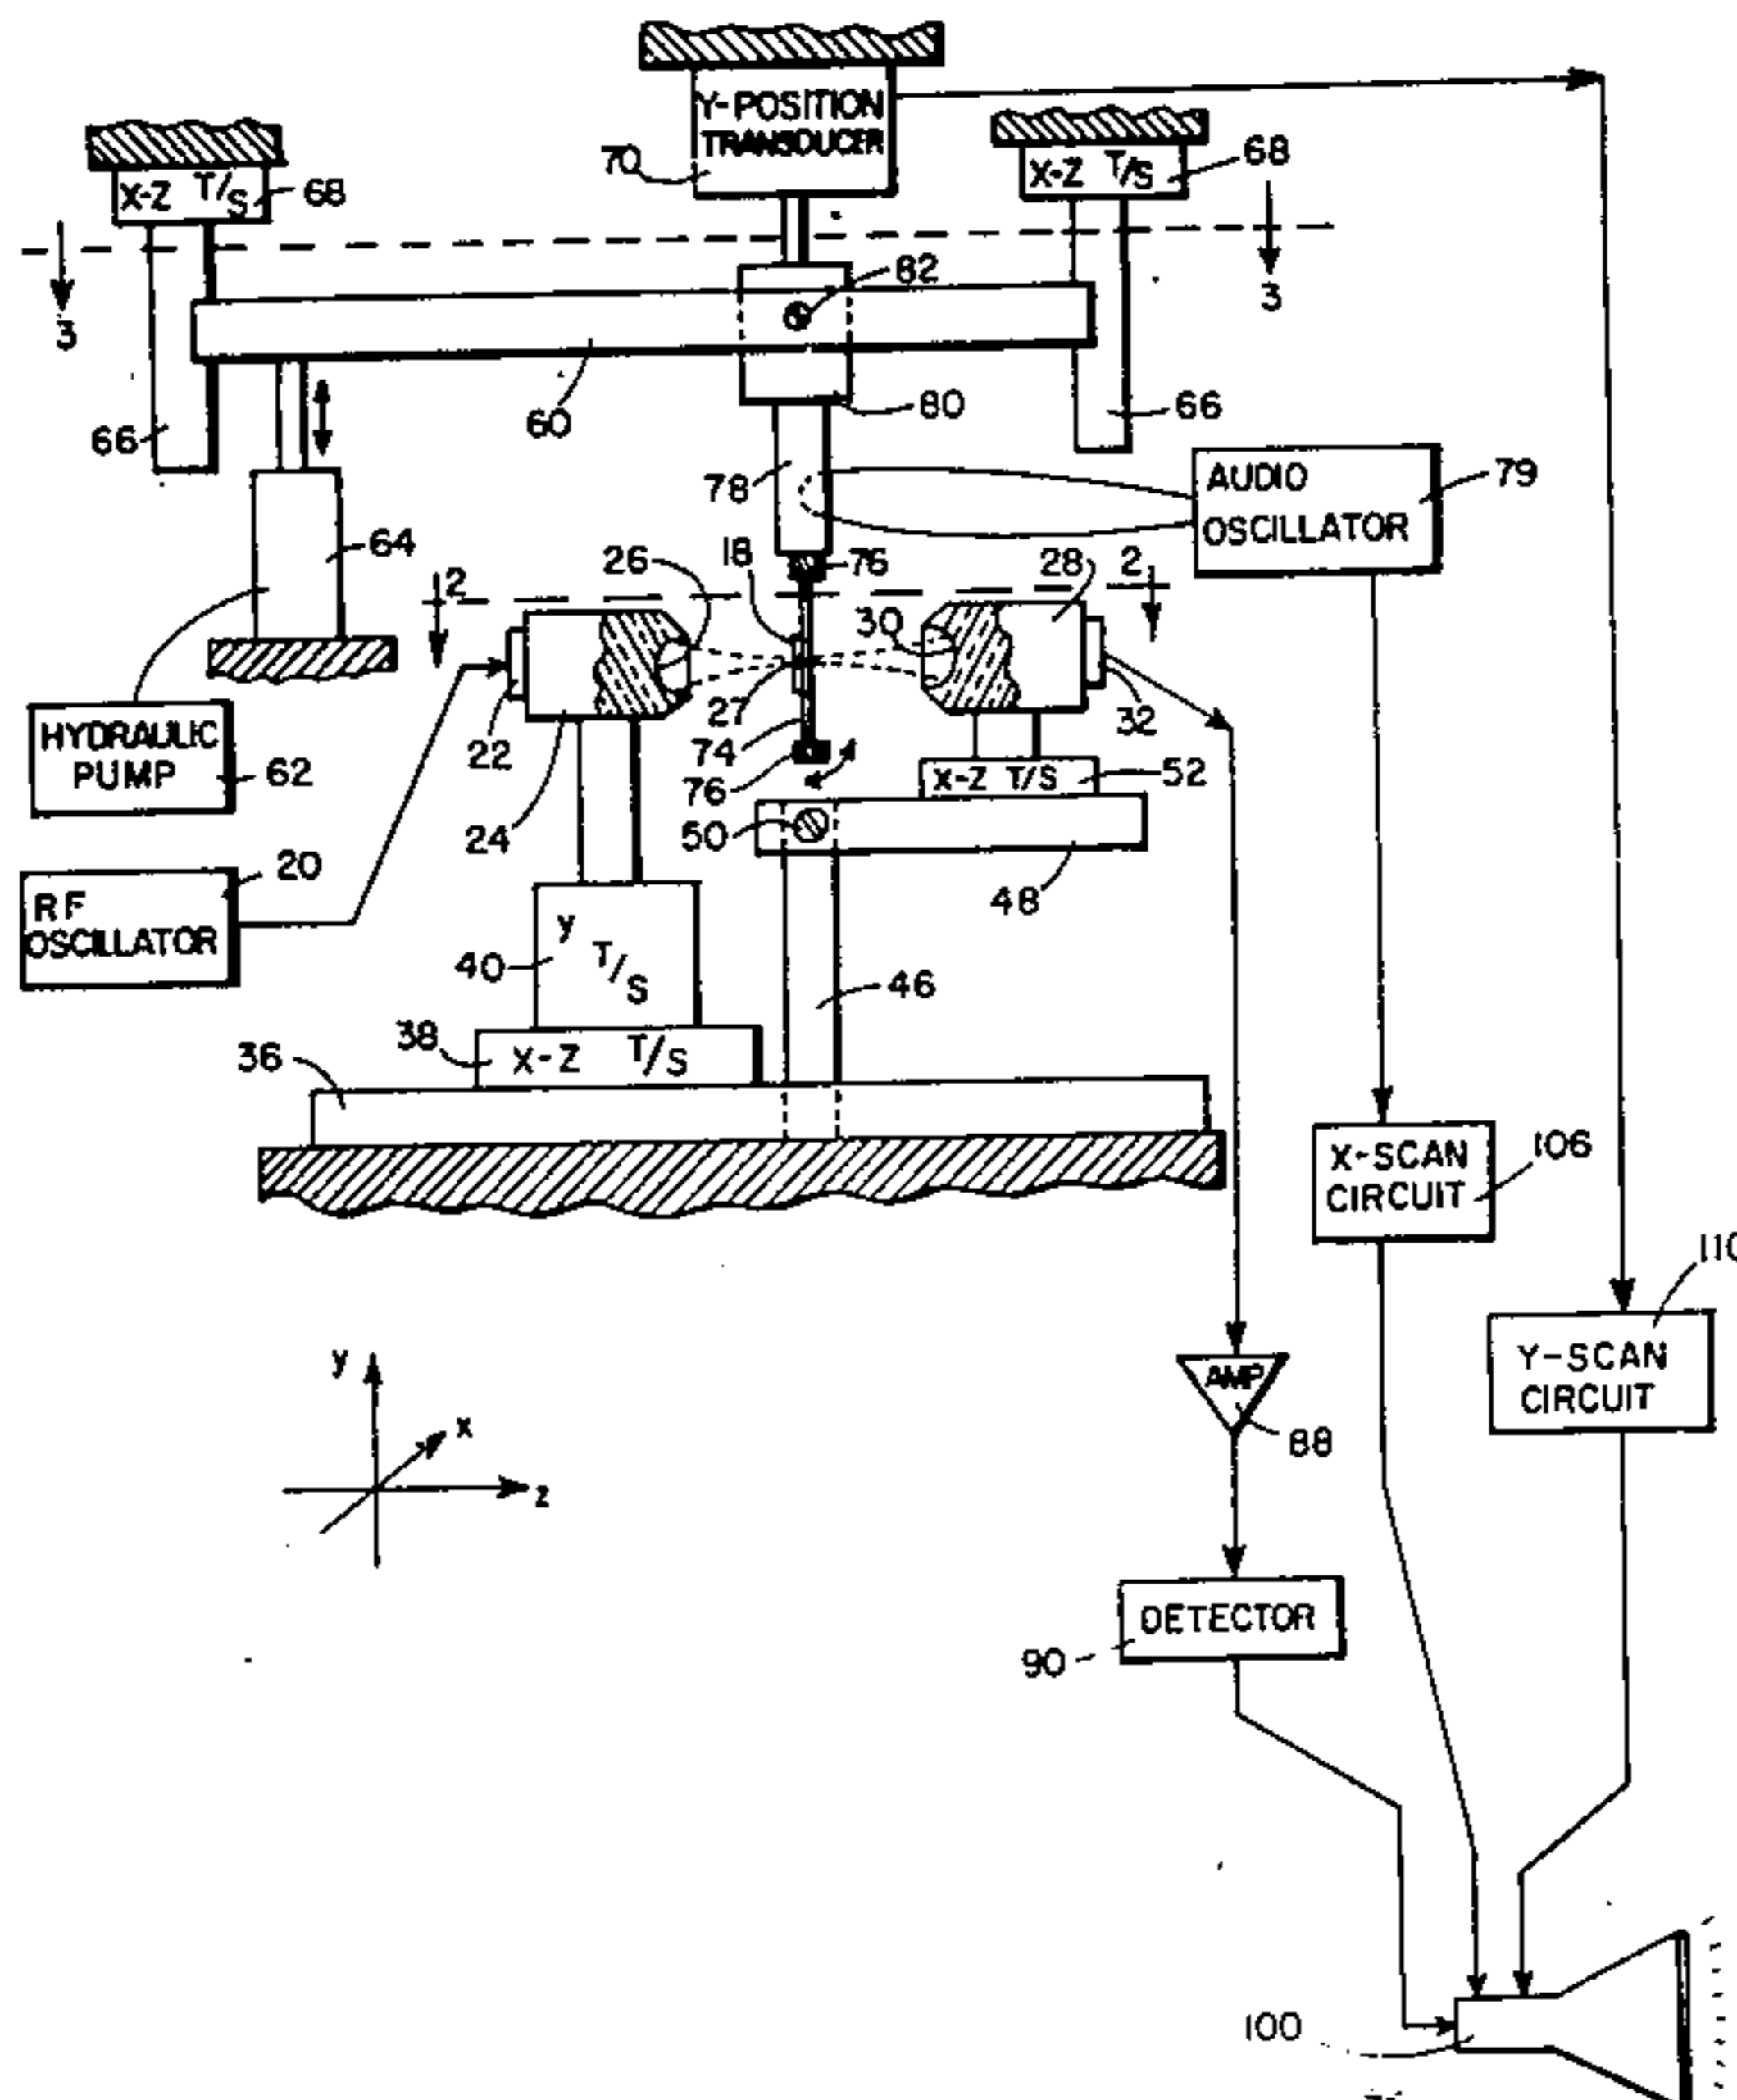 Y-POSITION
TRANSDUCER
70
X-Z T/S
68
X-Z T/S
68
3
3
82
60
80
66
66
78
AUDIO
OSCILLATOR
79
64
2
26
18
76
28
2
30
27
22
24
74
76
32
X-Z T/S
52
50
48
HYDRAULIC
PUMP
62
20
RF
OSCILLATOR
y
T/S
40
46
38
X-Z T/S
36
X-SCAN
CIRCUIT
106
110
Y-SCAN
CIRCUIT
y
x
z
AMP
88
DETECTOR
90
100